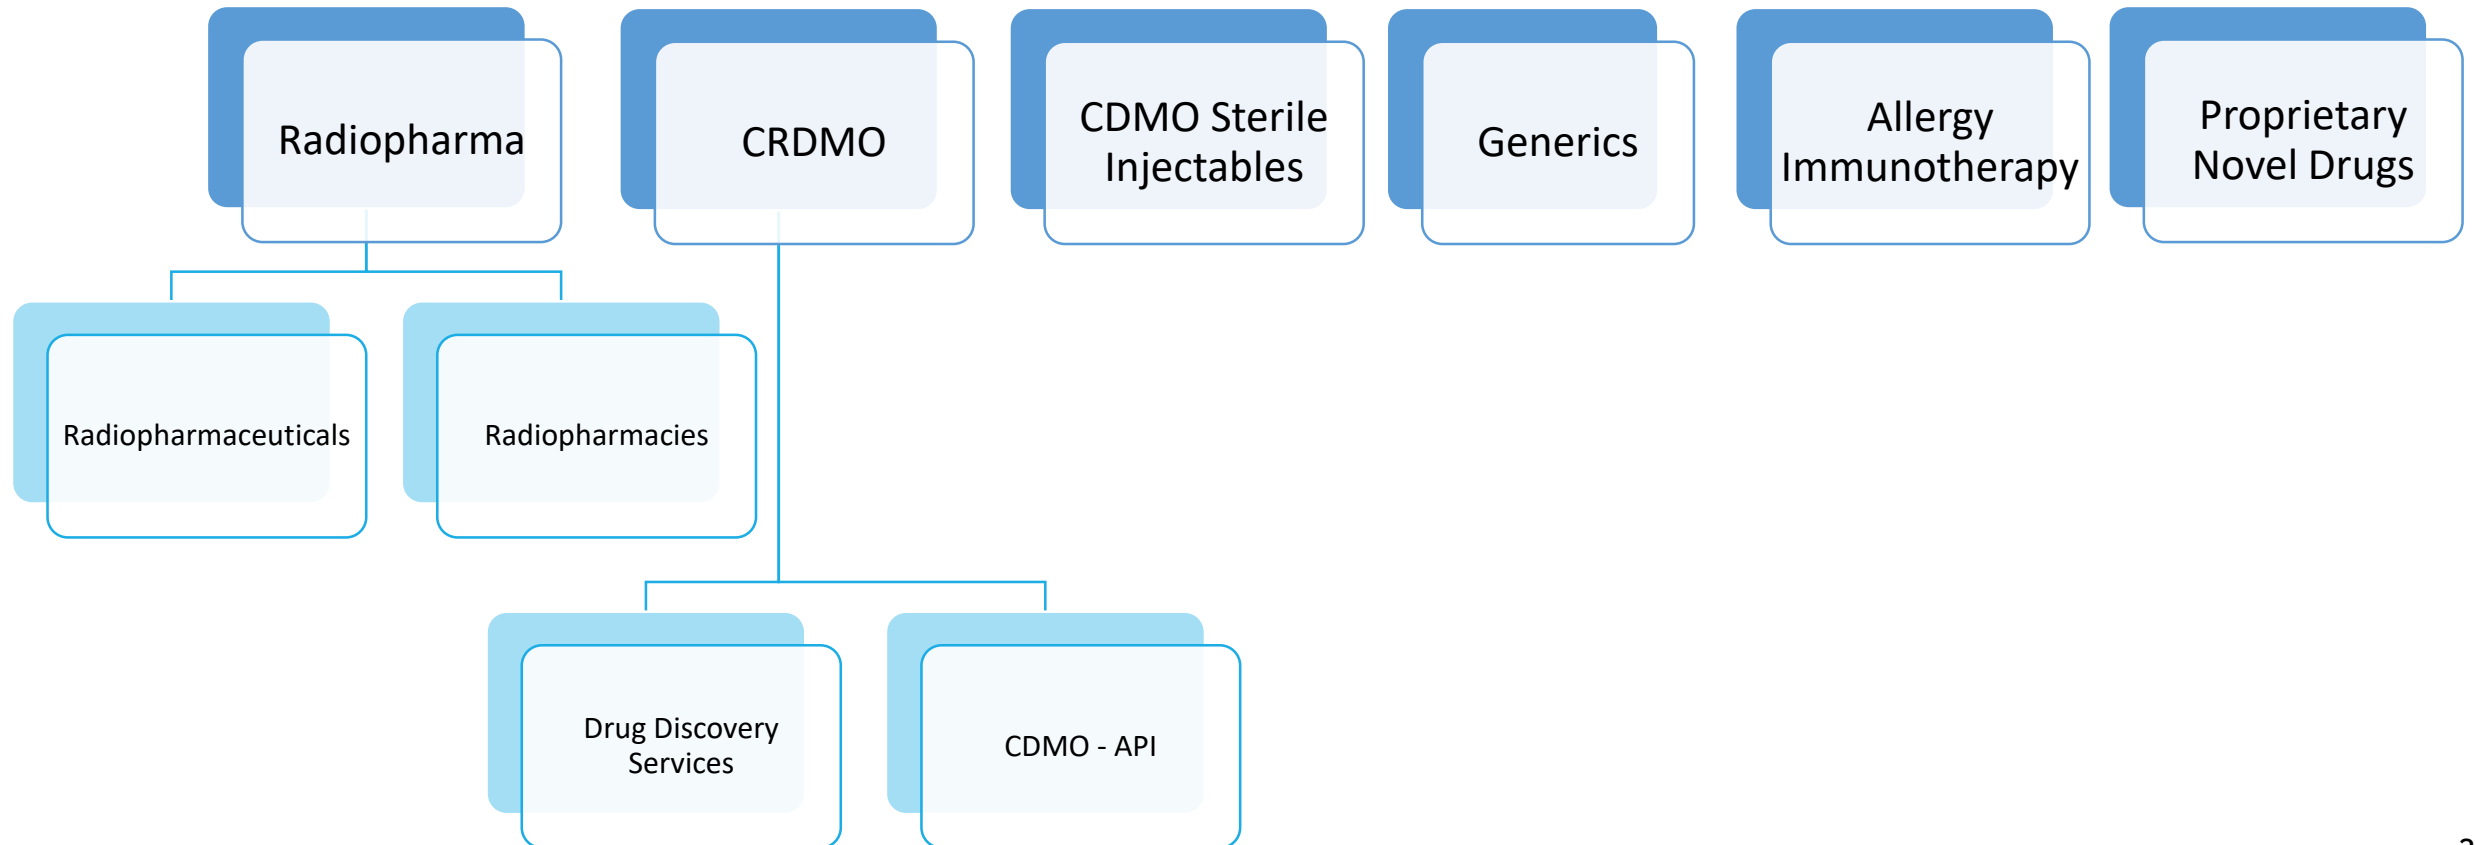 Radiopharma
CRDMO
CDMO Sterile
Injectables
Generics
Allergy
Immunotherapy
Proprietary
Novel Drugs
Radiopharmaceuticals
Radiopharmacies
Drug Discovery
Services
CDMO - API